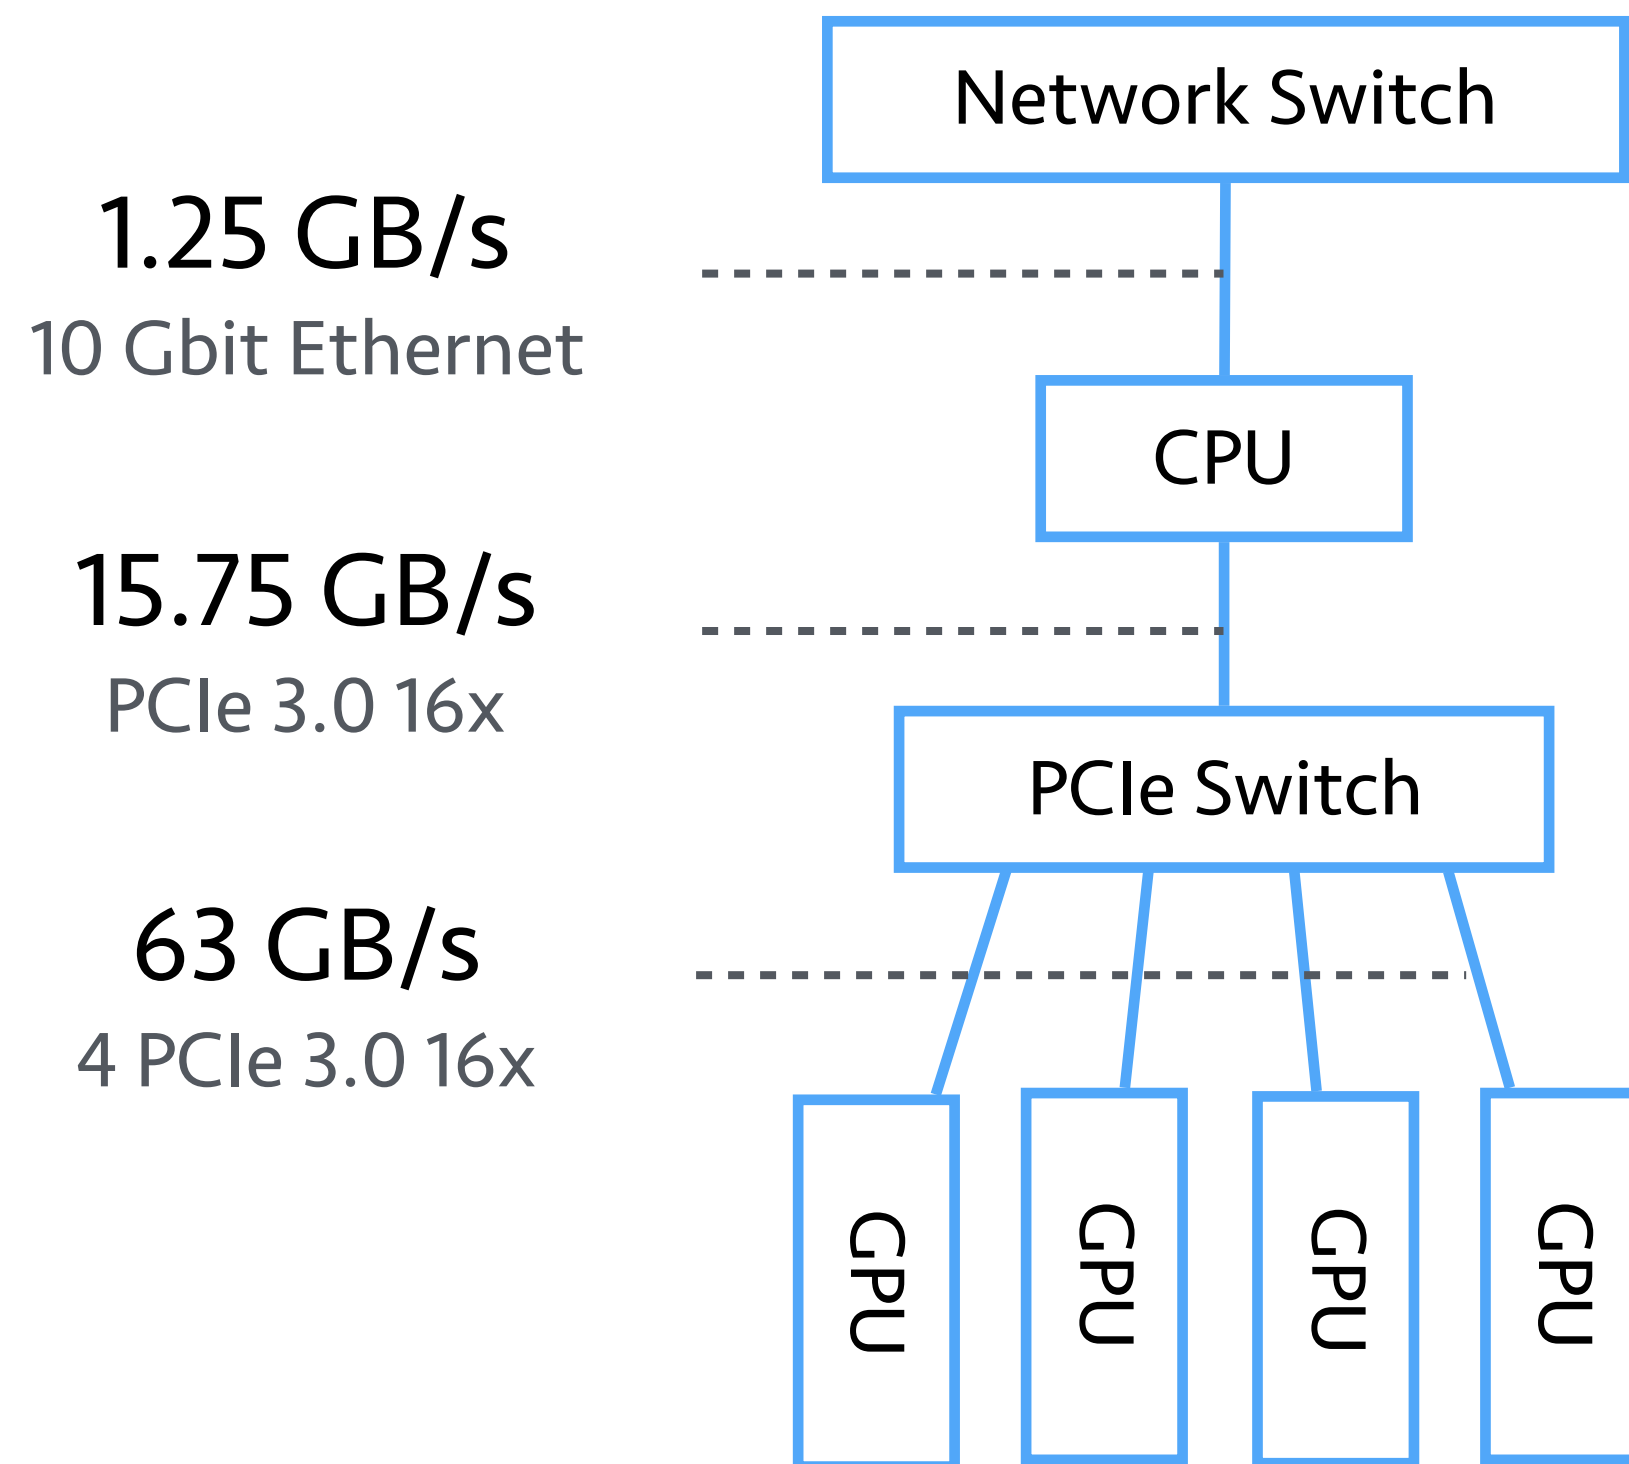 Network Switch
1.25 GB/s
10 Gbit Ethernet
CPU
15.75 GB/s
PCIe 3.0 16x
PCIe Switch
63 GB/s
4 PCIe 3.0 16x
GPU
GPU
GPU
GPU